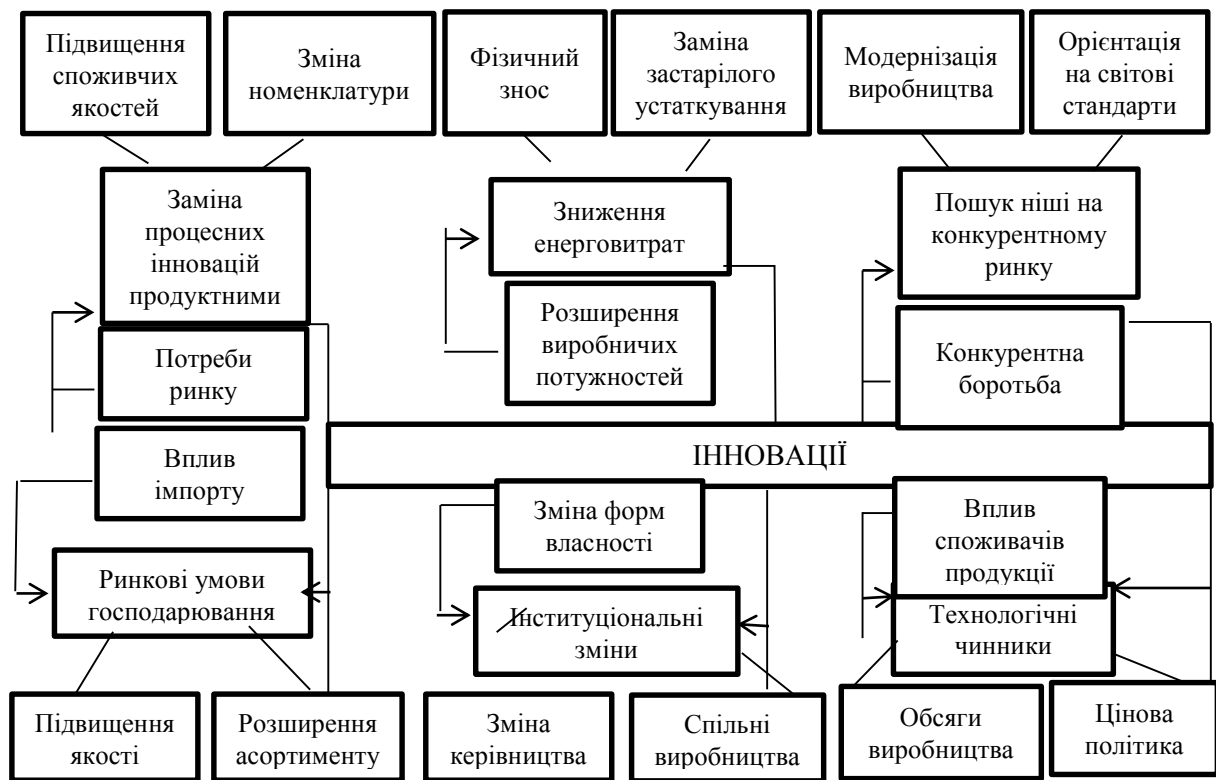 Підвищення
споживчих
якостей
Зміна
номенклатури
Фізичний
знос
Заміна
застарілого
устаткування
Модернізація
виробництва
Орієнтація
на світові
стандарти
Заміна
процесних
інновацій
продуктними
Зниження
енерговитрат
Пошук ніші на
конкурентному
ринку
Потреби
ринку
Розширення
виробничих
потужностей
Конкурентна
боротьба
ІННОВАЦІЇ
Вплив
імпорту
Зміна форм
власності
Вплив
споживачів
продукції
Ринкові умови
господарювання
Інституціональні
зміни
Технологічні
чинники
Підвищення
якості
Розширення
асортименту
Зміна
керівництва
Спільні
виробництва
Обсяги
виробництва
Цінова
політика